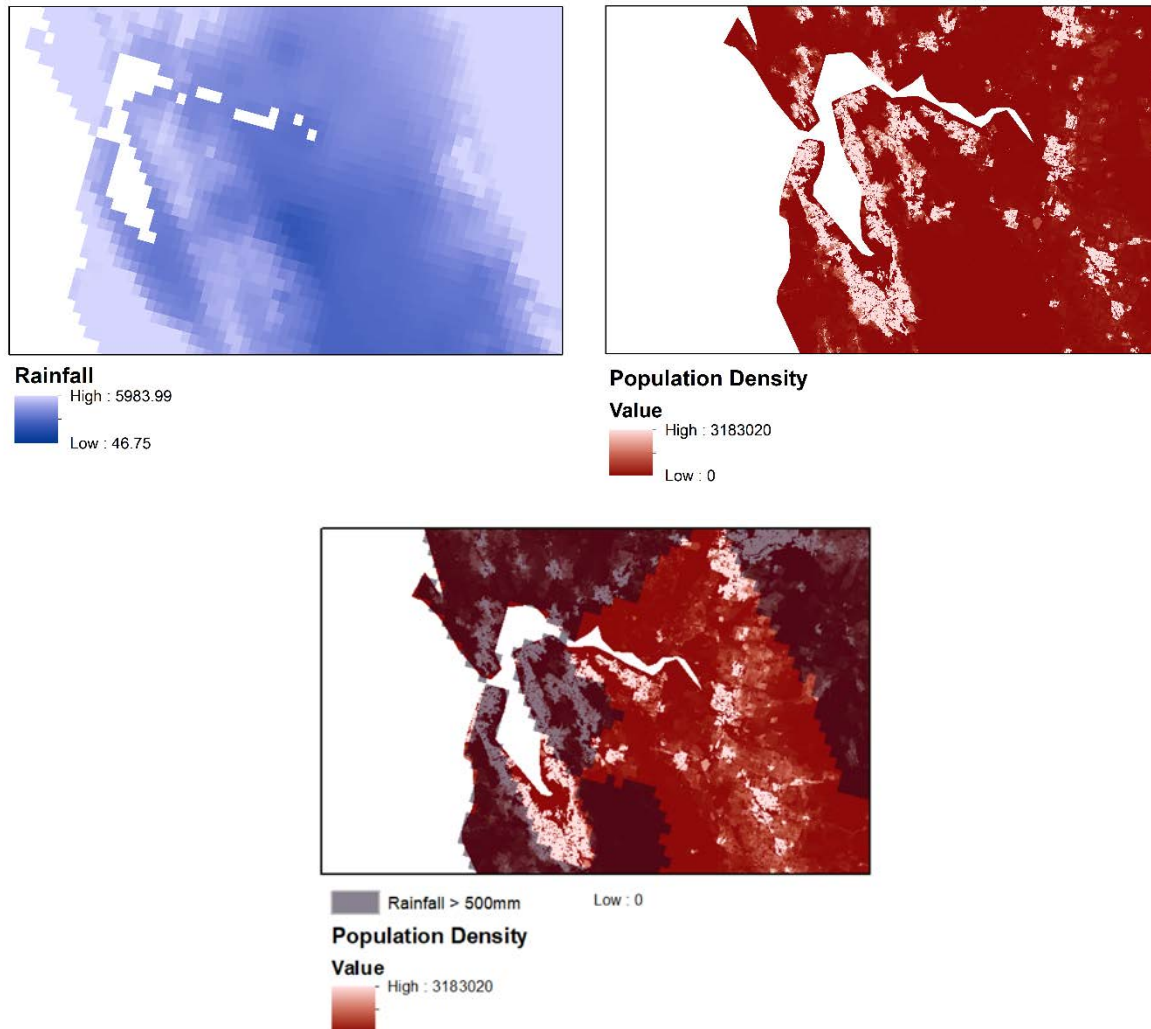 Rainfall
High : 5983.99
Low : 46.75
Population Density
Value
High : 3183020
Low : 0
Rainfall > 500mm
Low : 0
Population Density
Value
High : 3183020